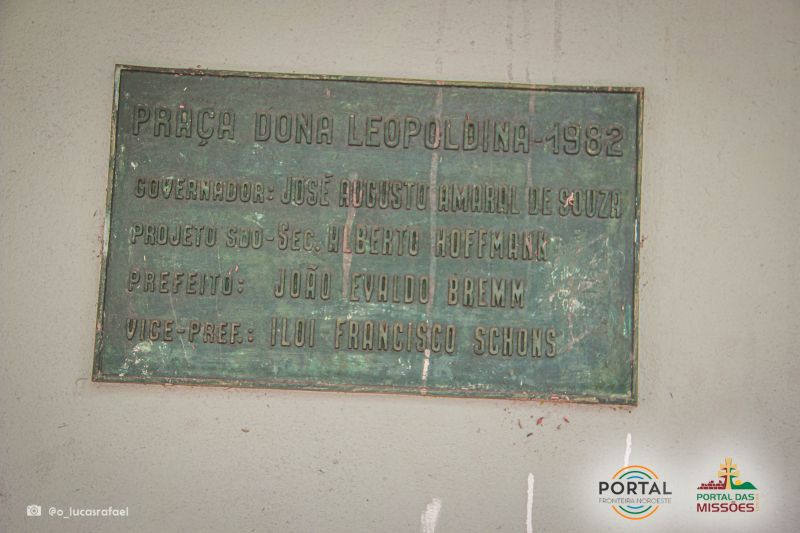 PRAÇA DONA LEOPOLDINA-1982
GOVERNADOR: JOSÉ AUGUSTO AMARAL DE SOUZA
PROJETO SDO-SEC. ALBERTO HOFFMANN
PREFEITO: JOÃO EVALDO BREMM
VICE-PREF.: ILOI FRANCISCO SCHONS
@o_lucasrafael
PORTAL
FRONTEIRA NOROESTE
PORTAL DAS
MISSÕES